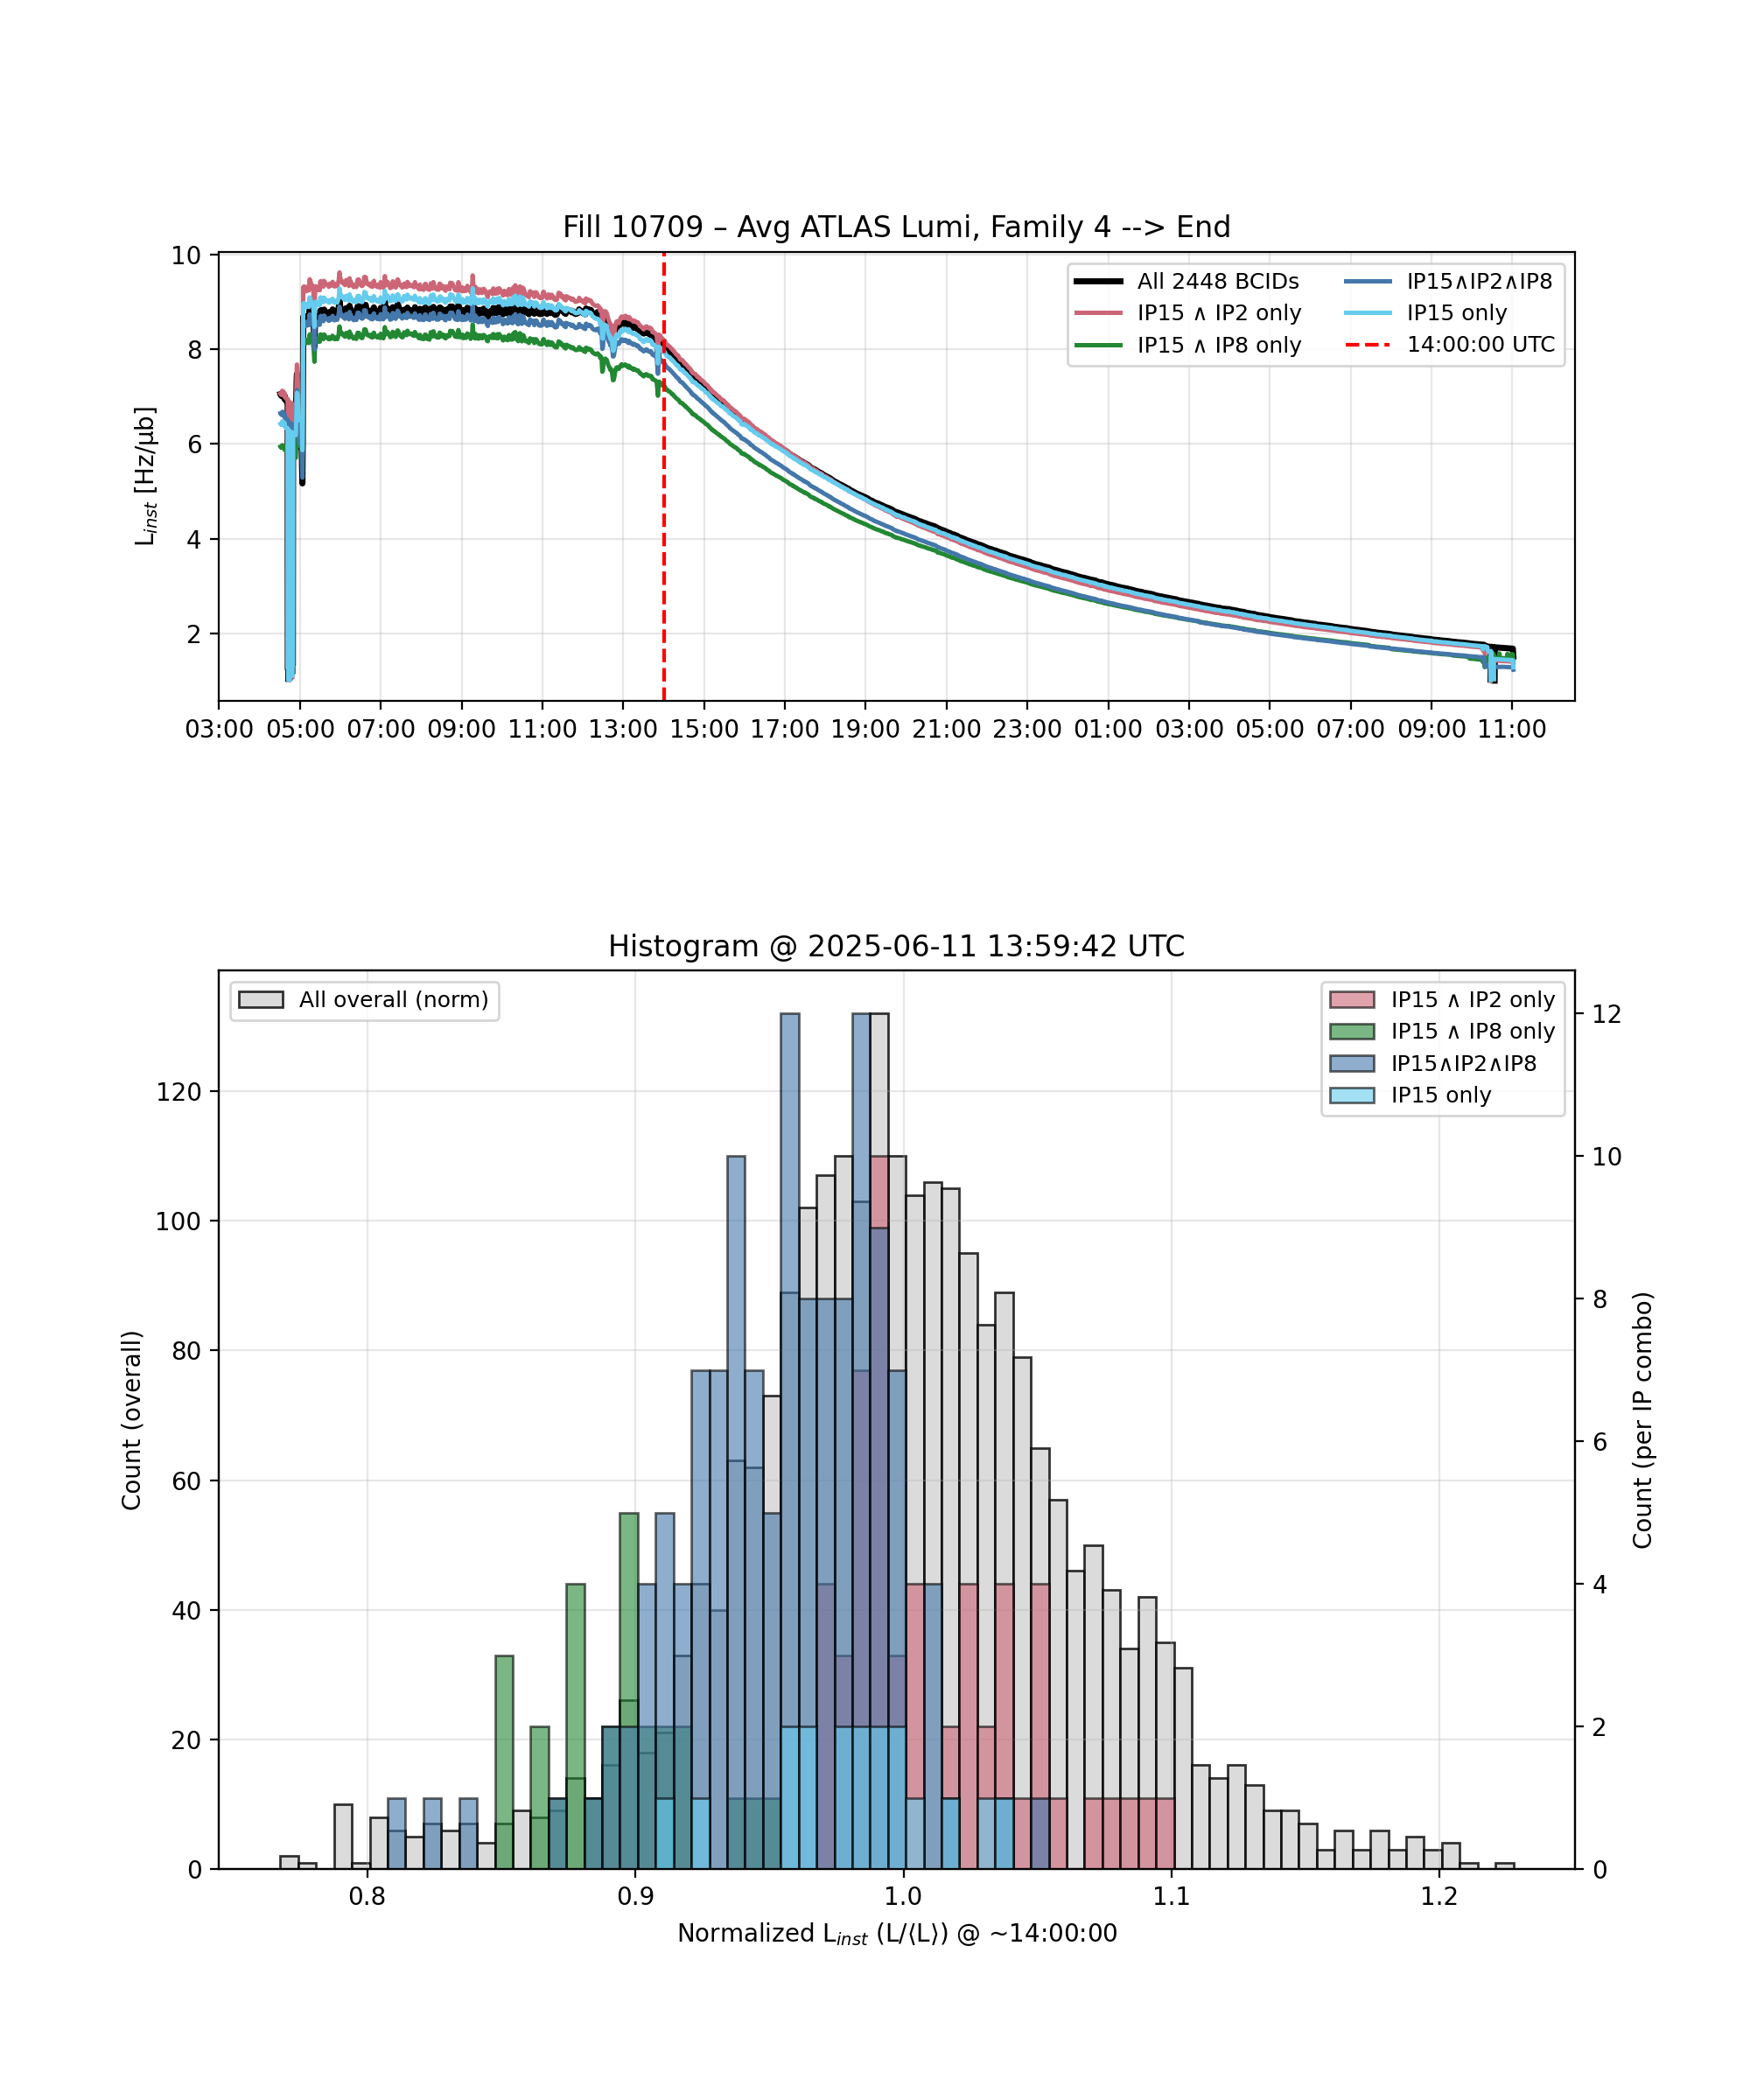 Fill 10709 – Avg ATLAS Lumi, Family 4 --> End
L_inst [Hz/μb]
10
8
6
4
2
All 2448 BCIDs
IP15 ∧ IP2 only
IP15 ∧ IP8 only
IP15∧IP2∧IP8
IP15 only
14:00:00 UTC
03:00 05:00 07:00 09:00 11:00 13:00 15:00 17:00 19:00 21:00 23:00 01:00 03:00 05:00 07:00 09:00 11:00
Histogram @ 2025-06-11 13:59:42 UTC
All overall (norm)
IP15 ∧ IP2 only
IP15 ∧ IP8 only
IP15∧IP2∧IP8
IP15 only
Count (overall)
120
100
80
60
40
20
0
12
10
8
6
4
2
0
Count (per IP combo)
0.8 0.9 1.0 1.1 1.2
Normalized L_inst (L/⟨L⟩) @ ~14:00:00